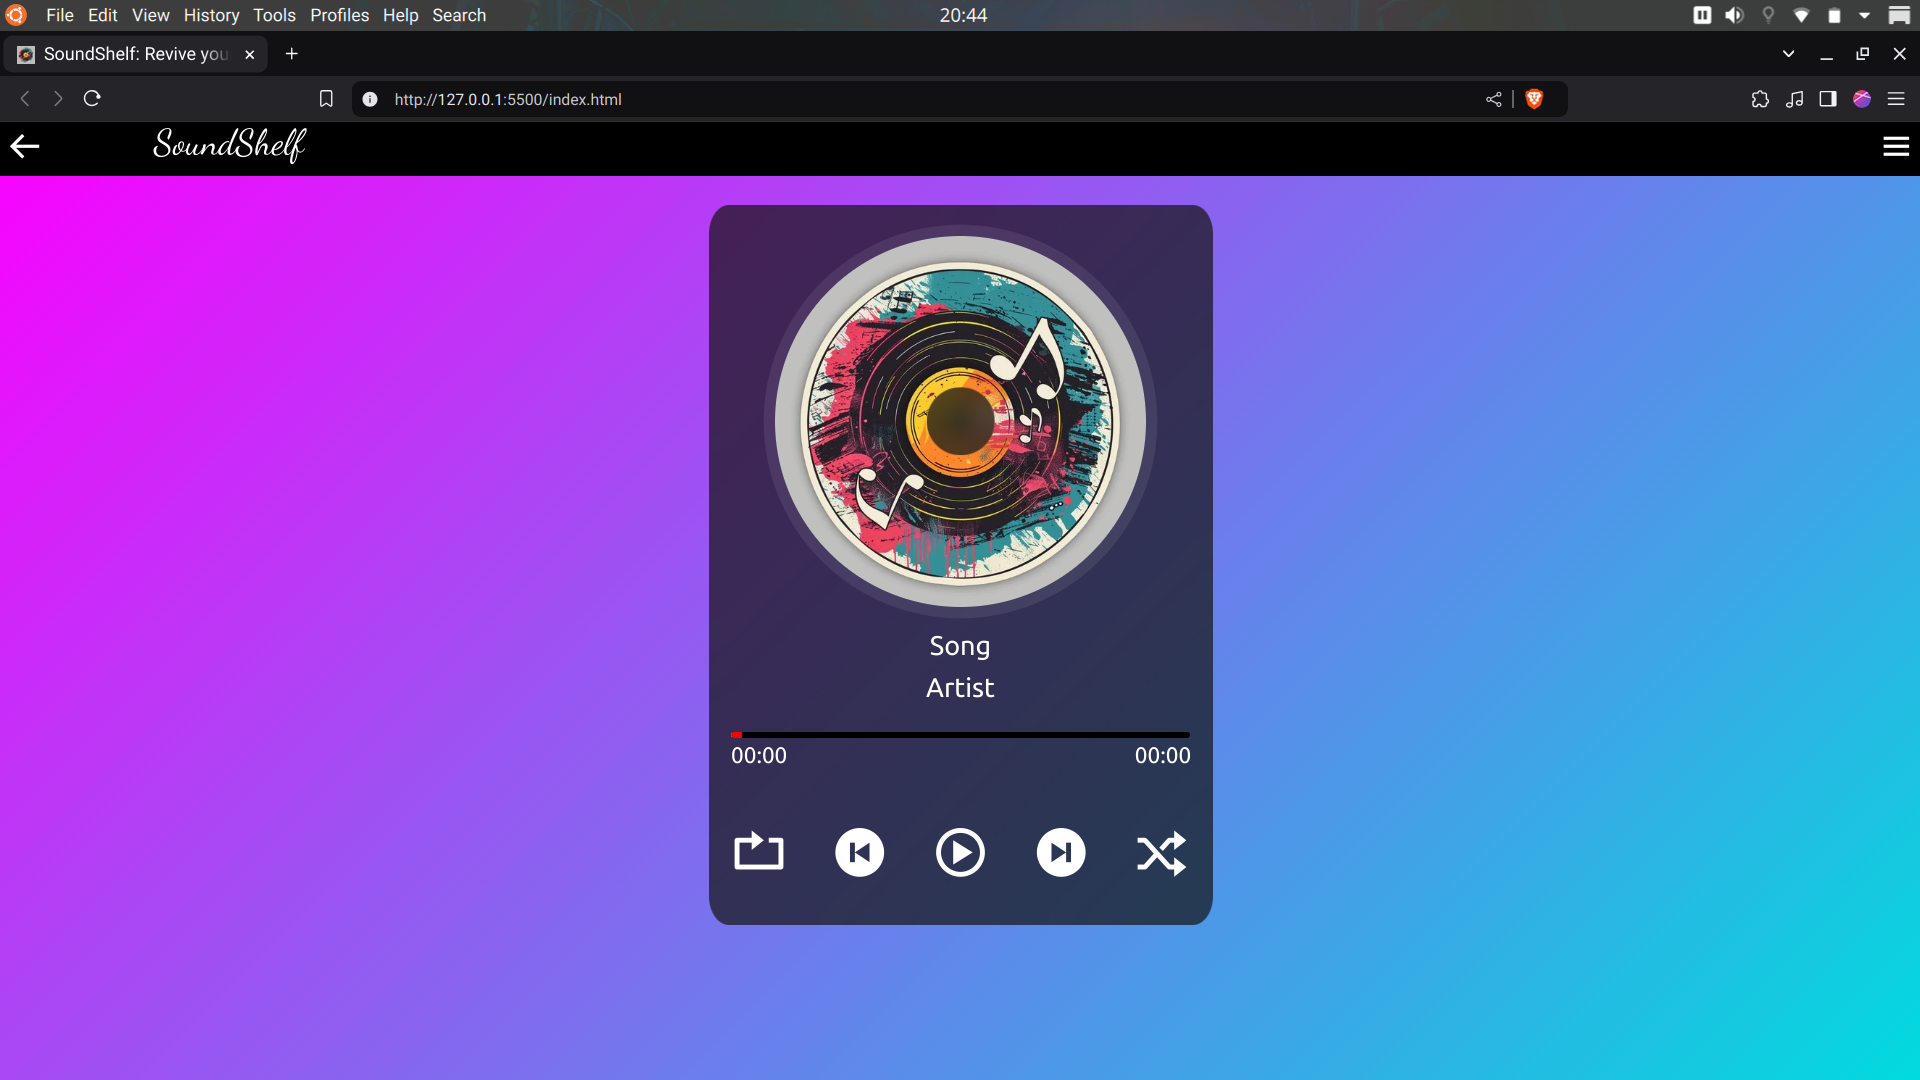 File Edit View History Tools Profiles Help Search 20:44
SoundShelf: Revive you
http://127.0.0.1:5500/index.html
SoundShelf
Song
Artist
00:00 00:00